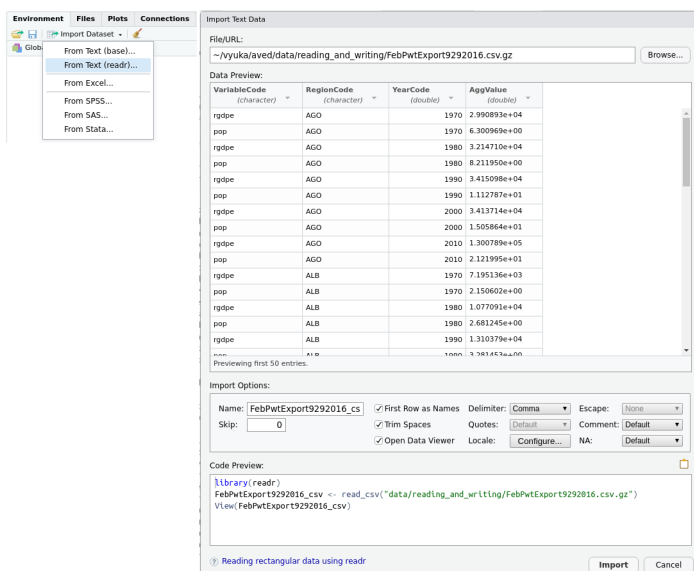 Environment Files Plots Connections
Import Dataset
From Text (base)...
From Text (readr)...
From Excel...
From SPSS...
From SAS...
From Stata...
Import Text Data
File/URL:
~/vyuka/aved/data/reading_and_writing/FebPwtExport9292016.csv.gz Browse...
Data Preview:
VariableCode RegionCode YearCode AggValue
(character) (character) (double) (double)
rgdpe AGO 1970 2.990893e+04
pop AGO 1970 6.300969e+00
rgdpe AGO 1980 3.214710e+04
pop AGO 1980 8.211950e+00
rgdpe AGO 1990 3.415098e+04
pop AGO 1990 1.112787e+01
rgdpe AGO 2000 3.413714e+04
pop AGO 2000 1.505864e+01
rgdpe AGO 2010 1.300789e+05
pop AGO 2010 2.121995e+01
rgdpe ALB 1970 7.195136e+03
pop ALB 1970 2.150602e+00
rgdpe ALB 1980 1.077091e+04
pop ALB 1980 2.681245e+00
rgdpe ALB 1990 1.310379e+04
pop ALB 1990 3.281453e+00
Previewing first 50 entries.
Import Options:
Name: FebPwtExport9292016_cs First Row as Names Delimiter: Comma Escape: None
Skip: 0 Trim Spaces Quotes: Default Comment: Default
Open Data Viewer Locale: Configure... NA: Default
Code Preview:
library(readr)
FebPwtExport9292016_csv <- read_csv("data/reading_and_writing/FebPwtExport9292016.csv.gz")
View(FebPwtExport9292016_csv)
Reading rectangular data using readr
Import Cancel